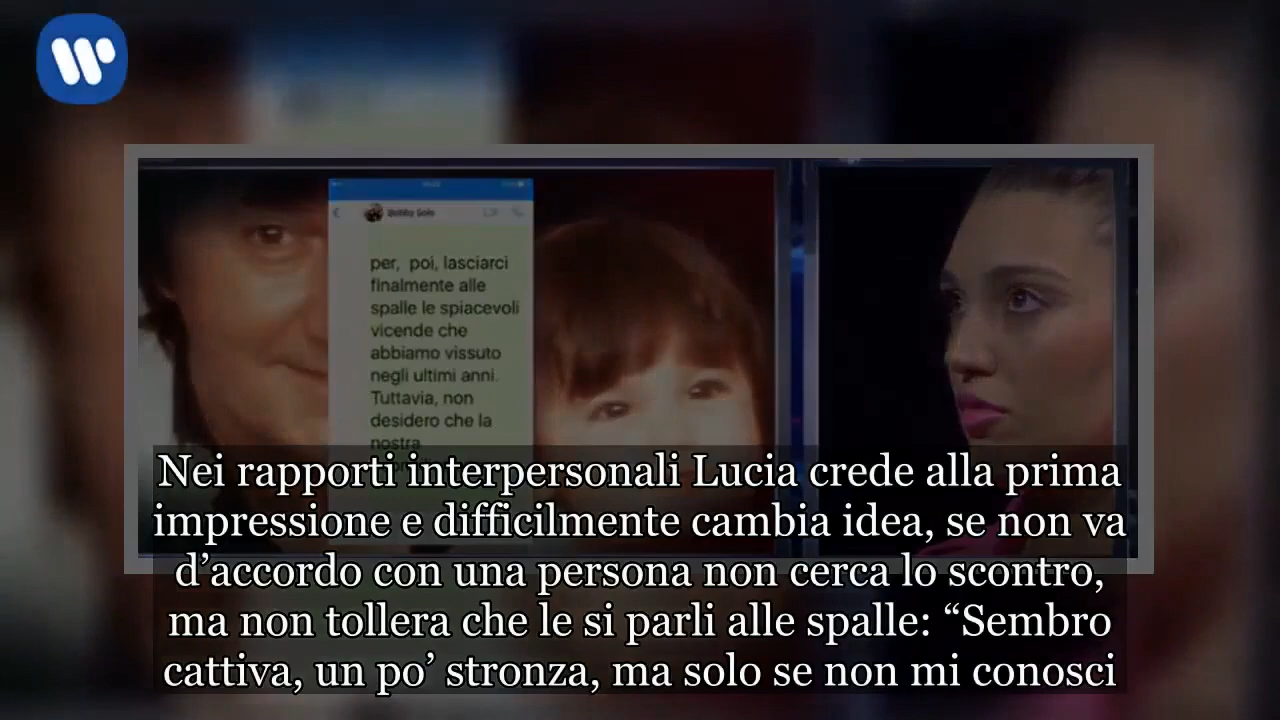 W
Bobby Solo
per, poi, lasciarci
finalmente alle
spalle le spiacevoli
vicende che
abbiamo vissuto
negli ultimi anni.
Tuttavia, non
desidero che la
nostra
Nei rapporti interpersonali Lucia crede alla prima
impressione e difficilmente cambia idea, se non va
d’accordo con una persona non cerca lo scontro,
ma non tollera che le si parli alle spalle: “Sembro
cattiva, un po’ stronza, ma solo se non mi conosci